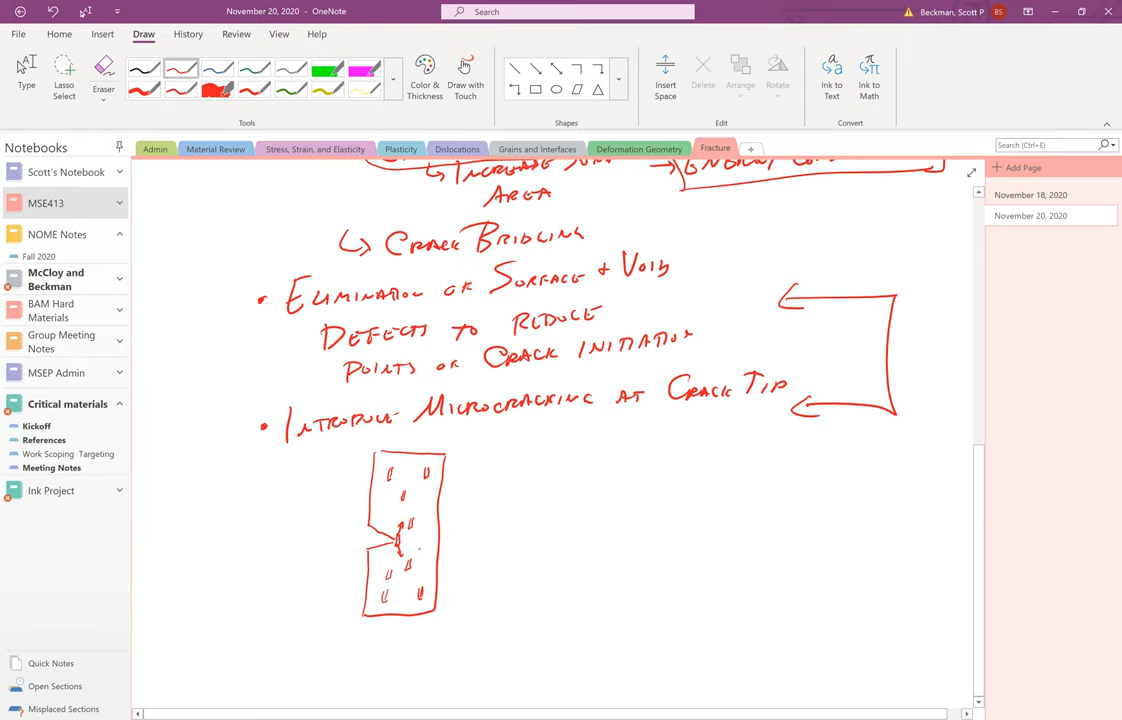 November 20, 2020 - OneNote
Search
Beckman, Scott P
BS
File
Home
Insert
Draw
History
Review
View
Help
Type
Lasso
Select
Eraser
Color &
Thickness
Draw with
Touch
Insert
Space
Delete
Arrange
Rotate
Ink to
Text
Ink to
Math
Tools
Shapes
Edit
Convert
Notebooks
Admin
Material Review
Stress, Strain, and Elasticity
Plasticity
Dislocations
Grains and Interfaces
Deformation Geometry
Fracture
Search (Ctrl+E)
Scott's Notebook
MSE413
NOME Notes
Fall 2020
McCloy and
Beckman
BAM Hard
Materials
Group Meeting
Notes
MSEP Admin
Critical materials
Kickoff
References
Work Scoping Targeting
Meeting Notes
Ink Project
Quick Notes
Open Sections
Misplaced Sections
Add Page
November 18, 2020
November 20, 2020
INCREASE
AREA
CRACK BRIDGING
• ELIMINATION OF SURFACE + VOID
DEFECTS TO REDUCE
POINTS OF CRACK INITIATION
• INTRODUCE MICROCRACKING AT CRACK TIP